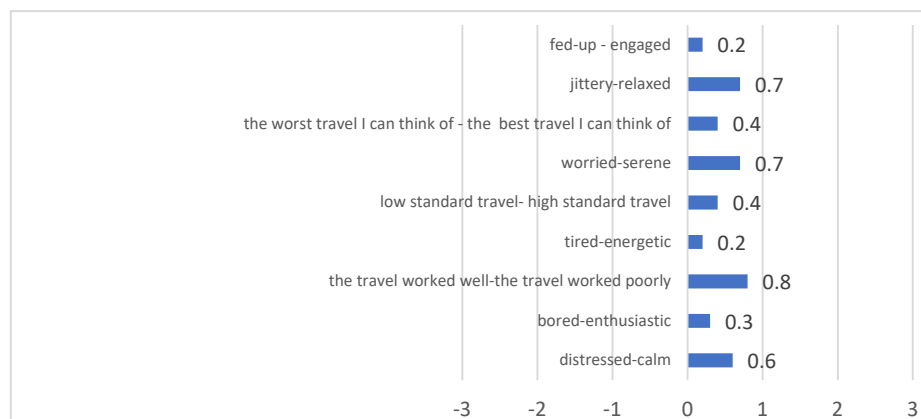 fed-up - engaged 0.2
jittery-relaxed 0.7
the worst travel I can think of - the best travel I can think of 0.4
worried-serene 0.7
low standard travel- high standard travel 0.4
tired-energetic 0.2
the travel worked well-the travel worked poorly 0.8
bored-enthusiastic 0.3
distressed-calm 0.6
-3 -2 -1 0 1 2 3